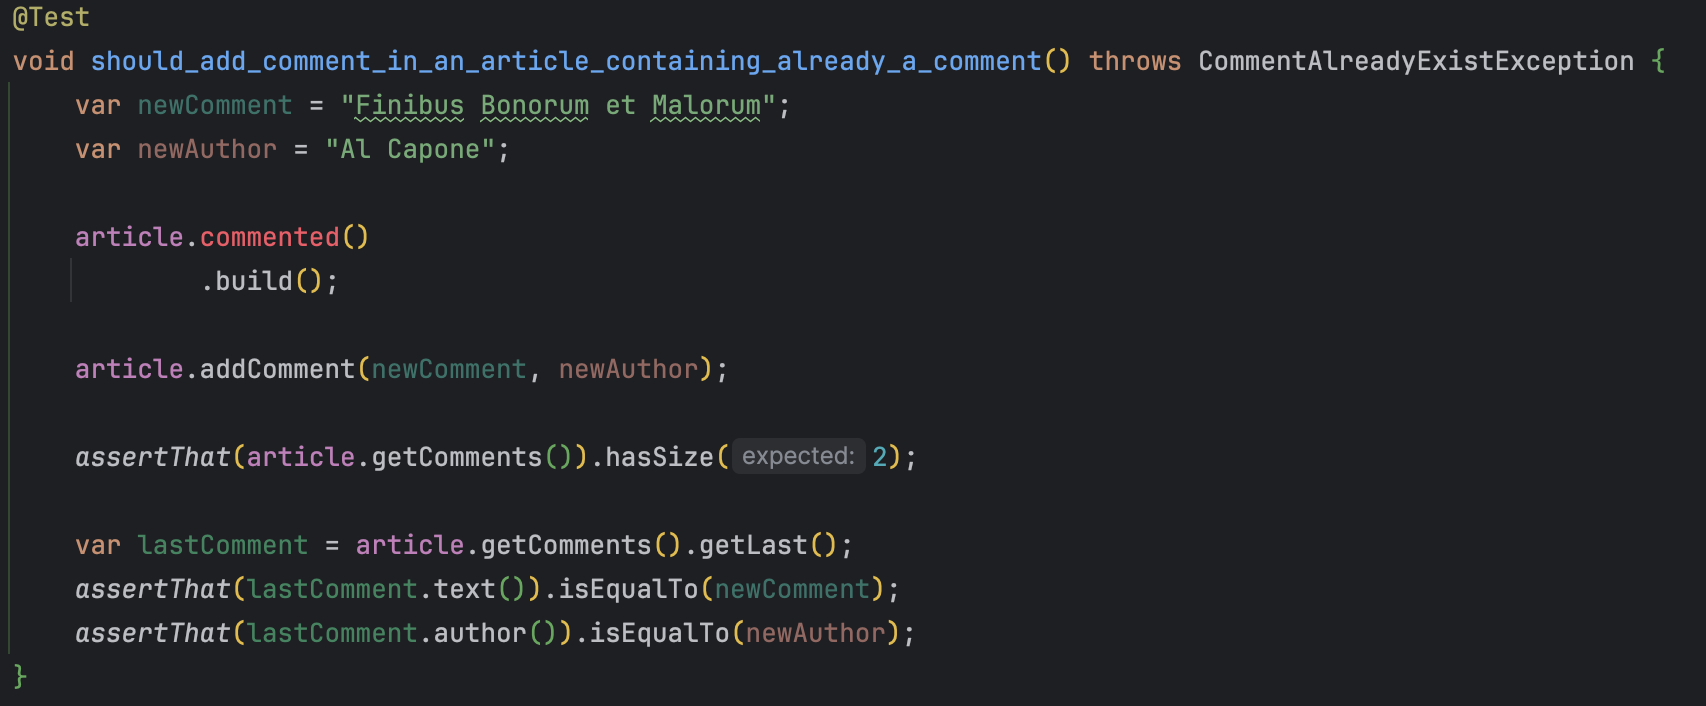 @Test
void should_add_comment_in_an_article_containing_already_a_comment() throws CommentAlreadyExistException {
var newComment = "Finibus Bonorum et Malorum";
var newAuthor = "Al Capone";
article.commented()
.build();
article.addComment(newComment, newAuthor);
assertThat(article.getComments()).hasSize( expected: 2);
var lastComment = article.getComments().getLast();
assertThat(lastComment.text()).isEqualTo(newComment);
assertThat(lastComment.author()).isEqualTo(newAuthor);
}